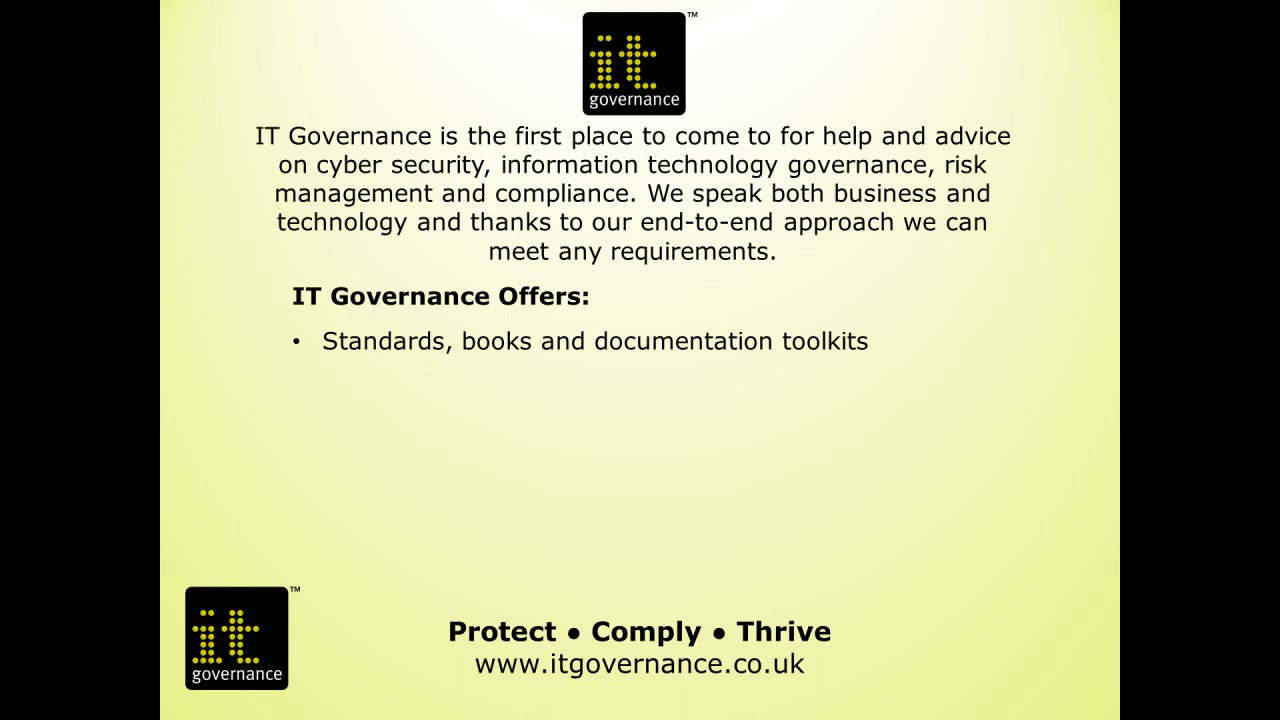 it
governance
™
IT Governance is the first place to come to for help and advice
on cyber security, information technology governance, risk
management and compliance. We speak both business and
technology and thanks to our end-to-end approach we can
meet any requirements.
IT Governance Offers:
• Standards, books and documentation toolkits
it
governance
™
Protect ● Comply ● Thrive
www.itgovernance.co.uk